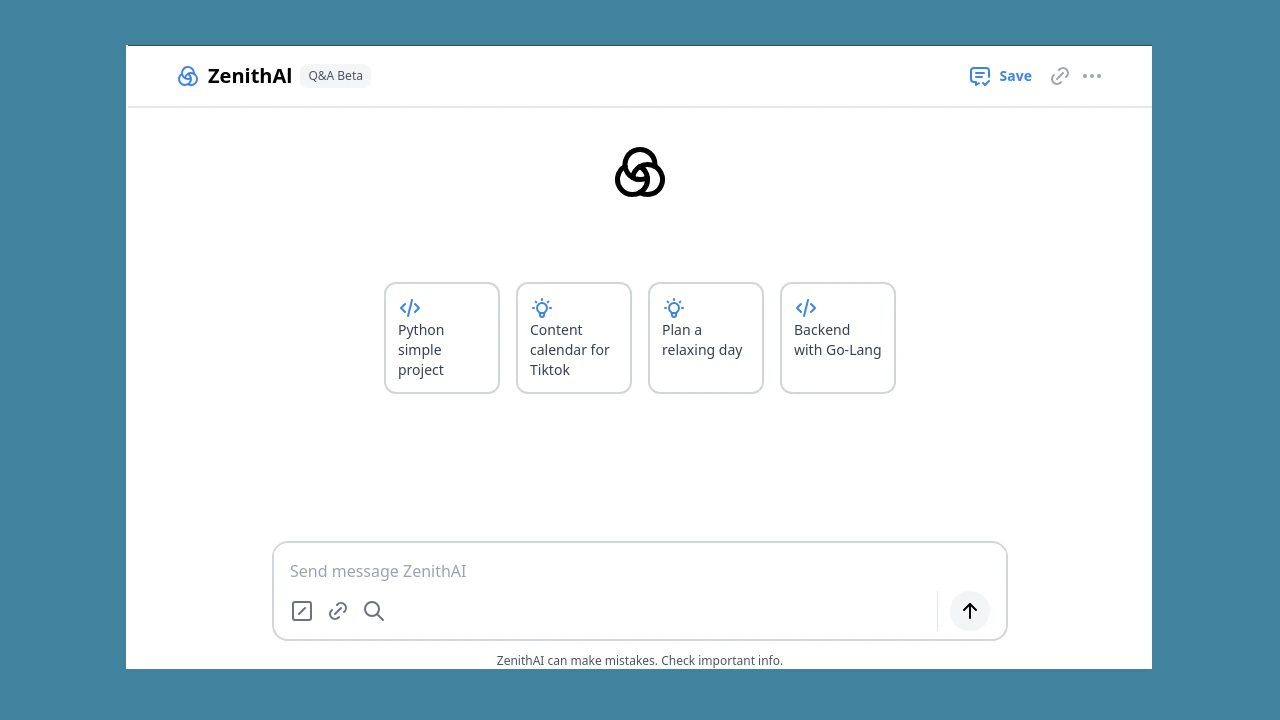 ZenithAI
Q&A Beta
Save
Python
simple
project
Content
calendar for
Tiktok
Plan a
relaxing day
Backend
with Go-Lang
Send message ZenithAI
ZenithAI can make mistakes. Check important info.